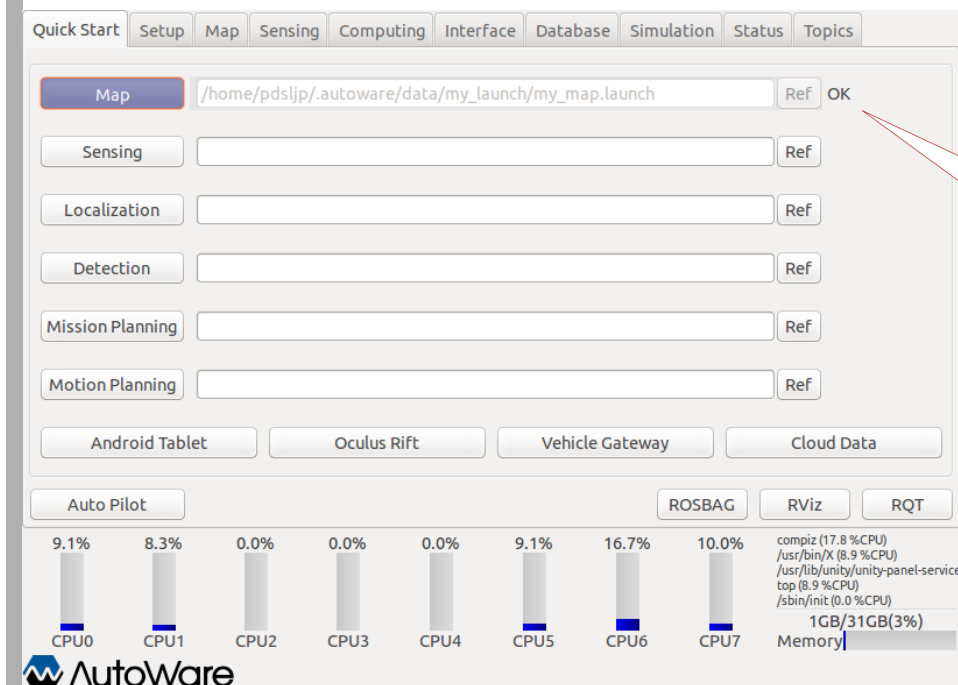 Quick Start Setup Map Sensing Computing Interface Database Simulation Status Topics
Map /home/pdsljp/.autoware/data/my_launch/my_map.launch Ref OK
Sensing Ref
Localization Ref
Detection Ref
Mission Planning Ref
Motion Planning Ref
Android Tablet Oculus Rift Vehicle Gateway Cloud Data
Auto Pilot ROSBAG RViz RQT
9.1% 8.3% 0.0% 0.0% 0.0% 9.1% 16.7% 10.0%
CPU0 CPU1 CPU2 CPU3 CPU4 CPU5 CPU6 CPU7
compiz (17.8 %CPU)
/usr/bin/X (8.9 %CPU)
/usr/lib/unity/unity-panel-service
top (8.9 %CPU)
/sbin/init (0.0 %CPU)
1GB/31GB(3%)
Memory
AutoWare